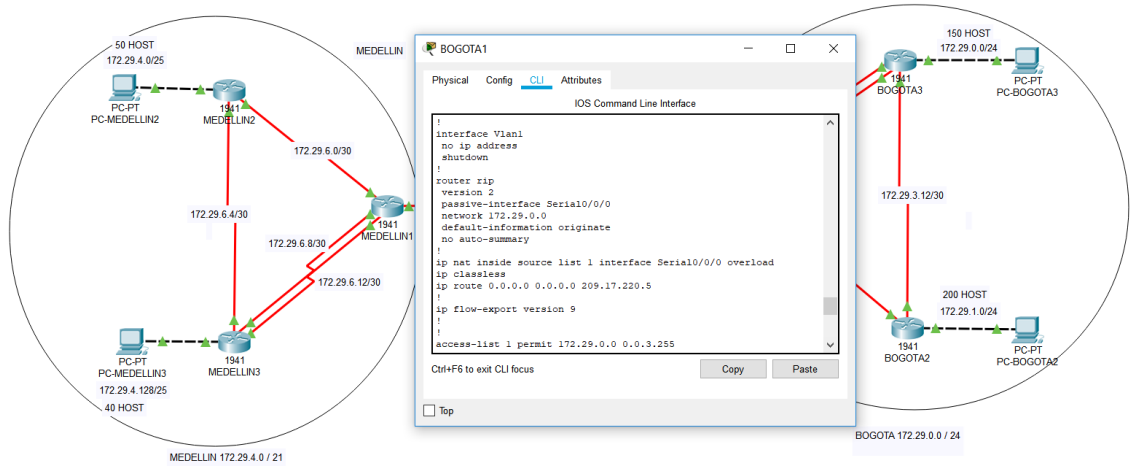 50 HOST
172.29.4.0/25
PC-PT
PC-MEDELLIN2
1941
MEDELLIN2
172.29.6.0/30
172.29.6.4/30
172.29.6.8/30
172.29.6.12/30
1941
MEDELLIN1
PC-PT
PC-MEDELLIN3
172.29.4.128/25
40 HOST
1941
MEDELLIN3
MEDELLIN 172.29.4.0 / 21
MEDELLIN
BOGOTA1
Physical Config CLI Attributes
IOS Command Line Interface
!
interface Vlan1
no ip address
shutdown
!
router rip
version 2
passive-interface Serial0/0/0
network 172.29.0.0
default-information originate
no auto-summary
!
ip nat inside source list 1 interface Serial0/0/0 overload
ip classless
ip route 0.0.0.0 0.0.0.0 209.17.220.5
!
ip flow-export version 9
!
!
!
access-list 1 permit 172.29.0.0 0.0.3.255
Ctrl+F6 to exit CLI focus
Copy
Paste
Top
150 HOST
172.29.0.0/24
1941
BOGOTA3
PC-PT
PC-BOGOTA3
172.29.3.12/30
200 HOST
172.29.1.0/24
1941
BOGOTA2
PC-PT
PC-BOGOTA2
BOGOTA 172.29.0.0 / 24